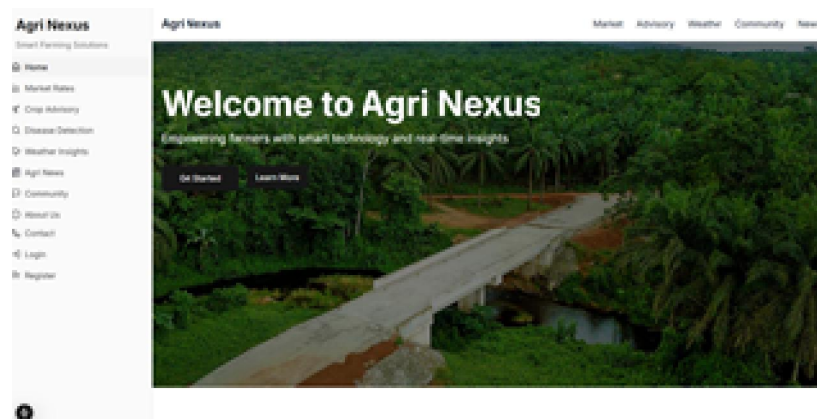 Agri Nexus
Smart Farming Solutions
Home
Market Rates
Crop Advisory
Disease Detection
Weather Insights
Agri News
Community
About Us
Contact
Login
Register
Agri Nexus
Market Advisory Weathe Community New
Welcome to Agri Nexus
Empowering farmers with smart technology and real-time insights
Started
Learn More